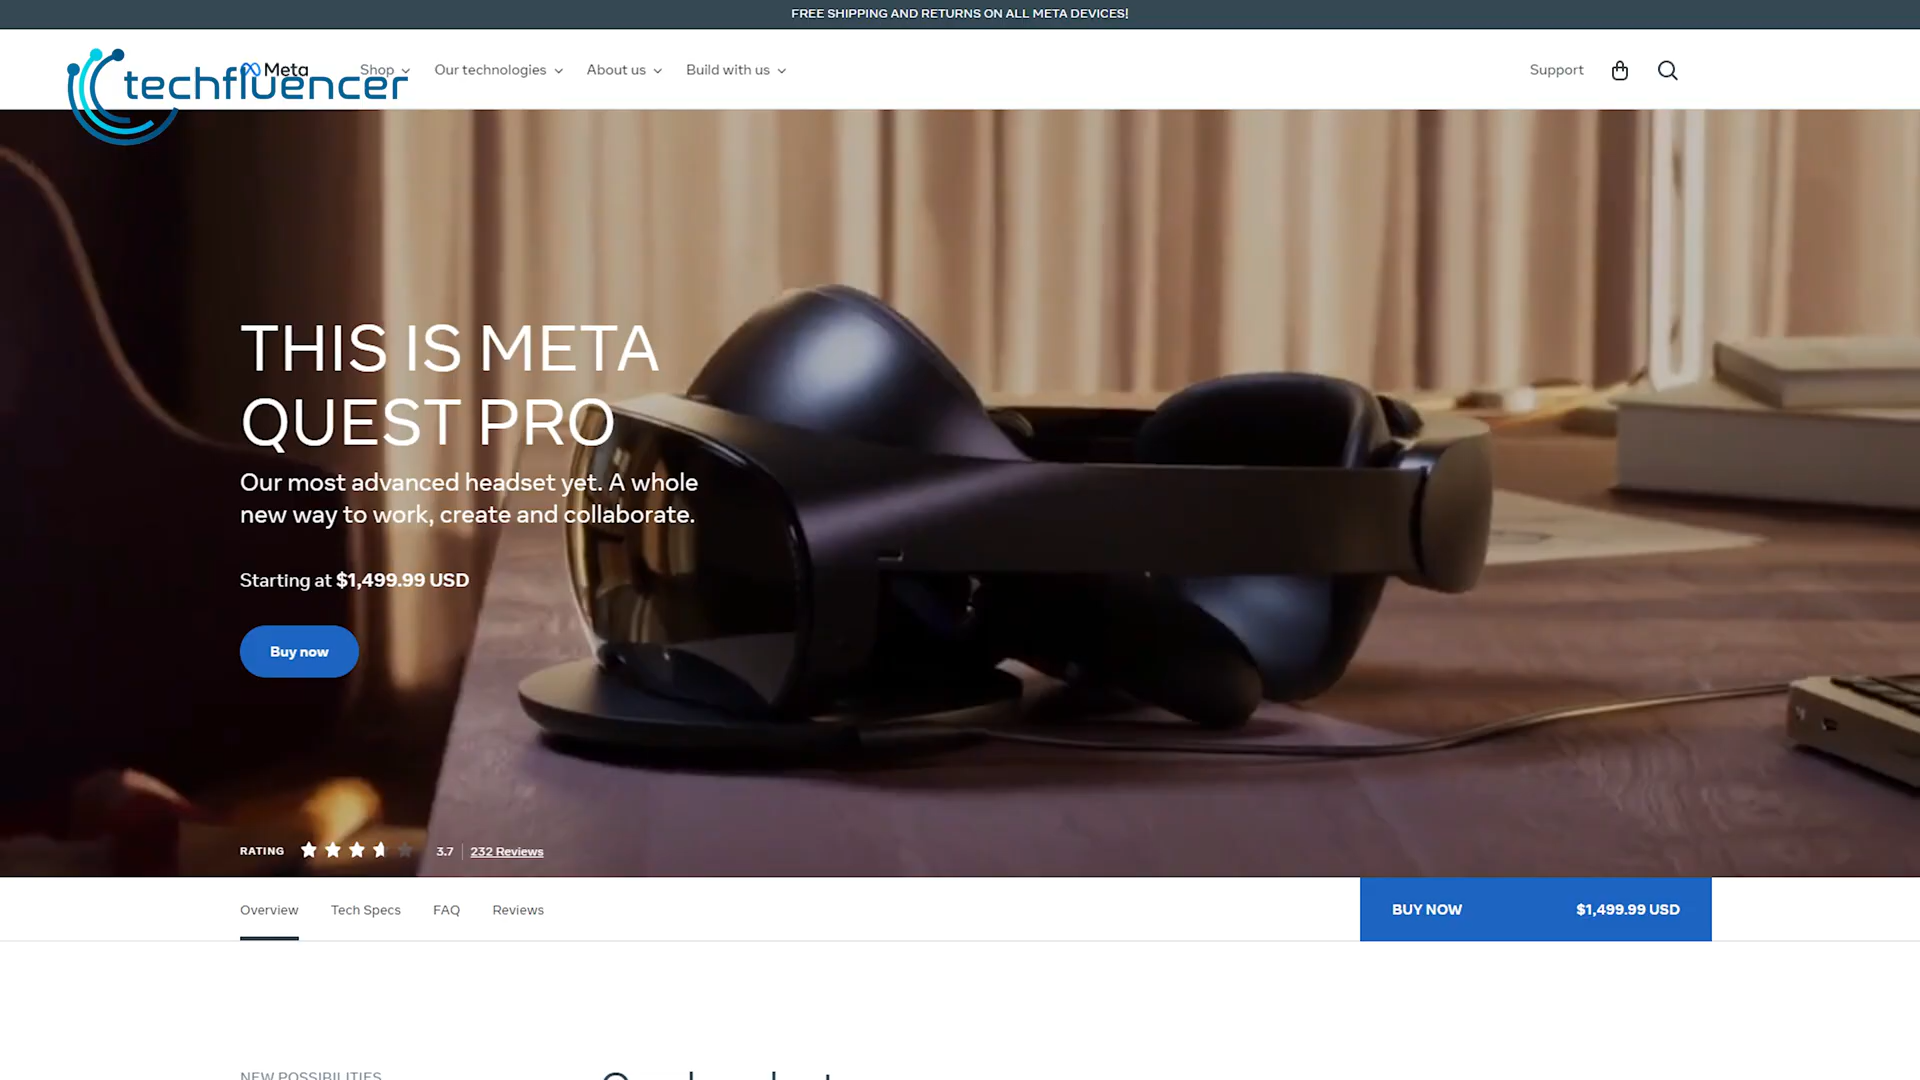 FREE SHIPPING AND RETURNS ON ALL META DEVICES!
techfluencer
Meta
Shop
Our technologies
About us
Build with us
Support
THIS IS META
QUEST PRO
Our most advanced headset yet. A whole
new way to work, create and collaborate.
Starting at $1,499.99 USD
Buy now
RATING
3.7
232 Reviews
Overview
Tech Specs
FAQ
Reviews
BUY NOW
$1,499.99 USD
NEW POSSIBILITIES